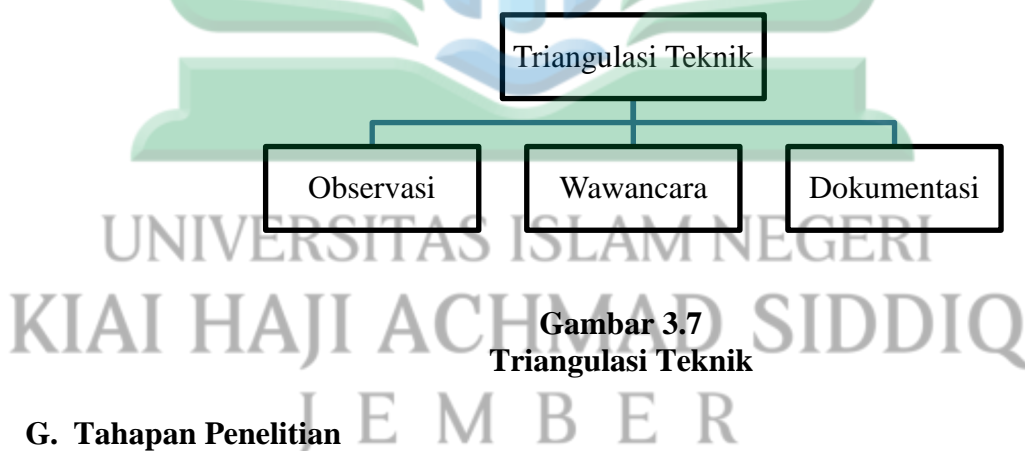 Triangulasi Teknik
Observasi Wawancara Dokumentasi
UNIVERSITAS ISLAM NEGERI
KIAI HAJI ACHMAD SIDDIQ
Gambar 3.7
Triangulasi Teknik
JEMBER
G. Tahapan Penelitian